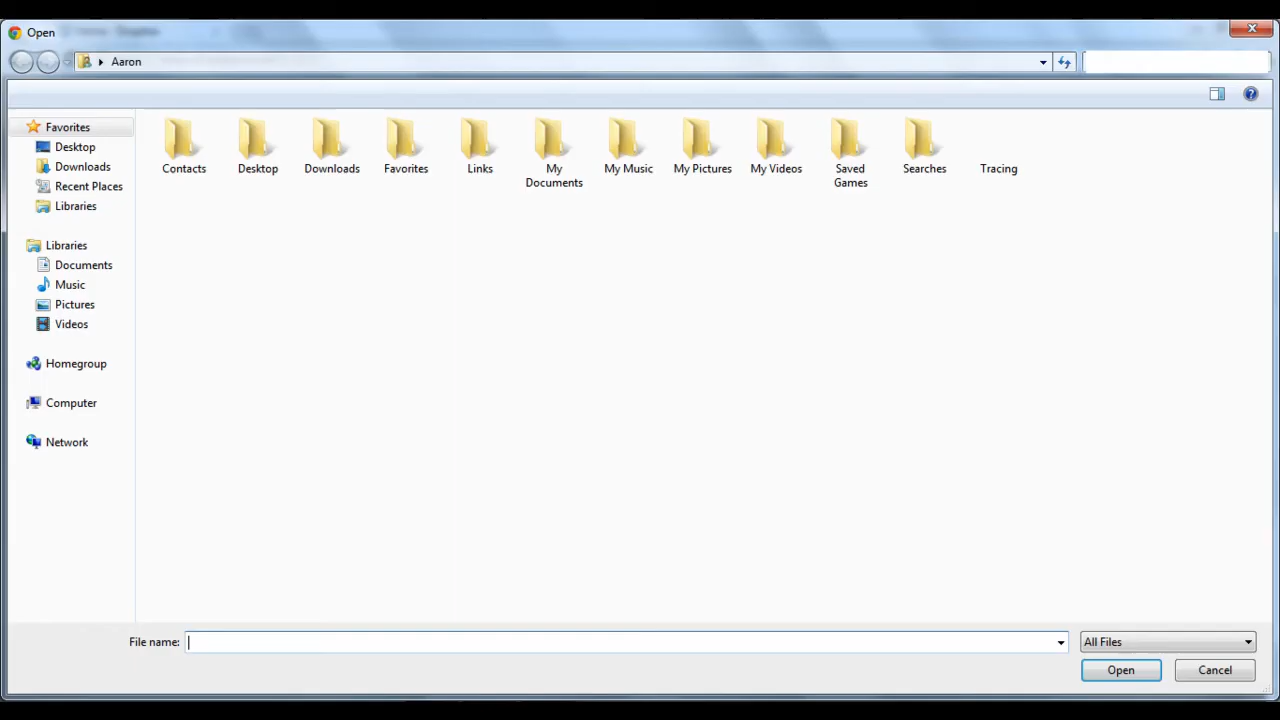 Open
Aaron
Favorites
Desktop
Downloads
Recent Places
Libraries
Libraries
Documents
Music
Pictures
Videos
Homegroup
Computer
Network
Contacts
Desktop
Downloads
Favorites
Links
My
Documents
My Music
My Pictures
My Videos
Saved
Games
Searches
Tracing
File name:
All Files
Open
Cancel